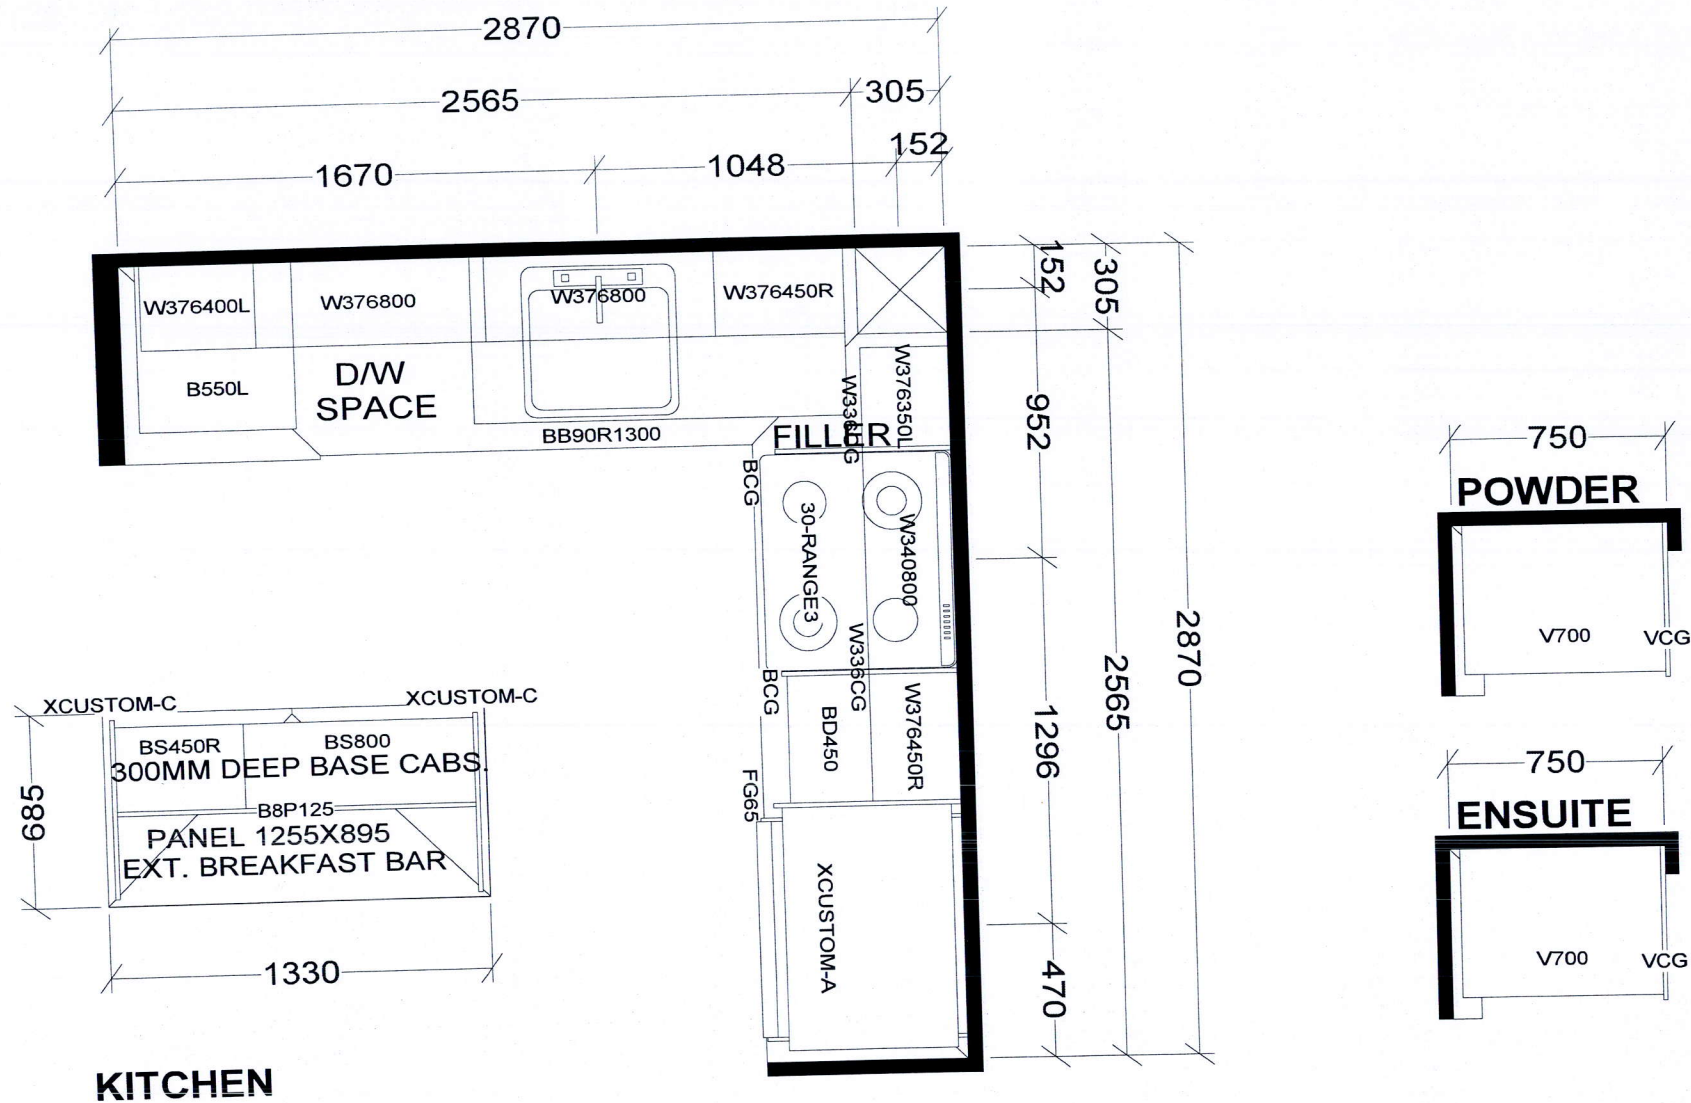 2870
2565
305
152
1670
1048
W376400L
W376800
W376800
W376450R
B550L
D/W
SPACE
BB90R1300
FILLER
W376350L
BCG
30-RANGE3
W340800
BCG
W336CG
BD450
W376450R
FG65
XCUSTOM-A
152
305
952
2870
2565
1296
470
XCUSTOM-C
XCUSTOM-C
BS450R
BS800
300MM DEEP BASE CABS.
B8P125
PANEL 1255X895
EXT. BREAKFAST BAR
685
1330
KITCHEN
750
POWDER
V700
VCG
750
ENSUITE
V700
VCG